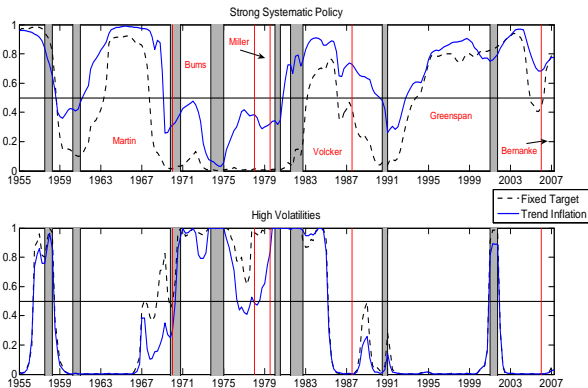 Strong Systematic Policy
1
0.8
0.6
0.4
0.2
0
Martin
Burns
Miller
Volcker
Greenspan
Bernanke
1955 1959 1963 1967 1970 1971 1975 1979 1983 1987 1991 1995 1999 2003 2007
Fixed Target
Trend Inflation
High Volatilities
1
0.8
0.6
0.4
0.2
0
1955 1959 1963 1967 1971 1975 1979 1983 1987 1991 1995 1999 2003 2007